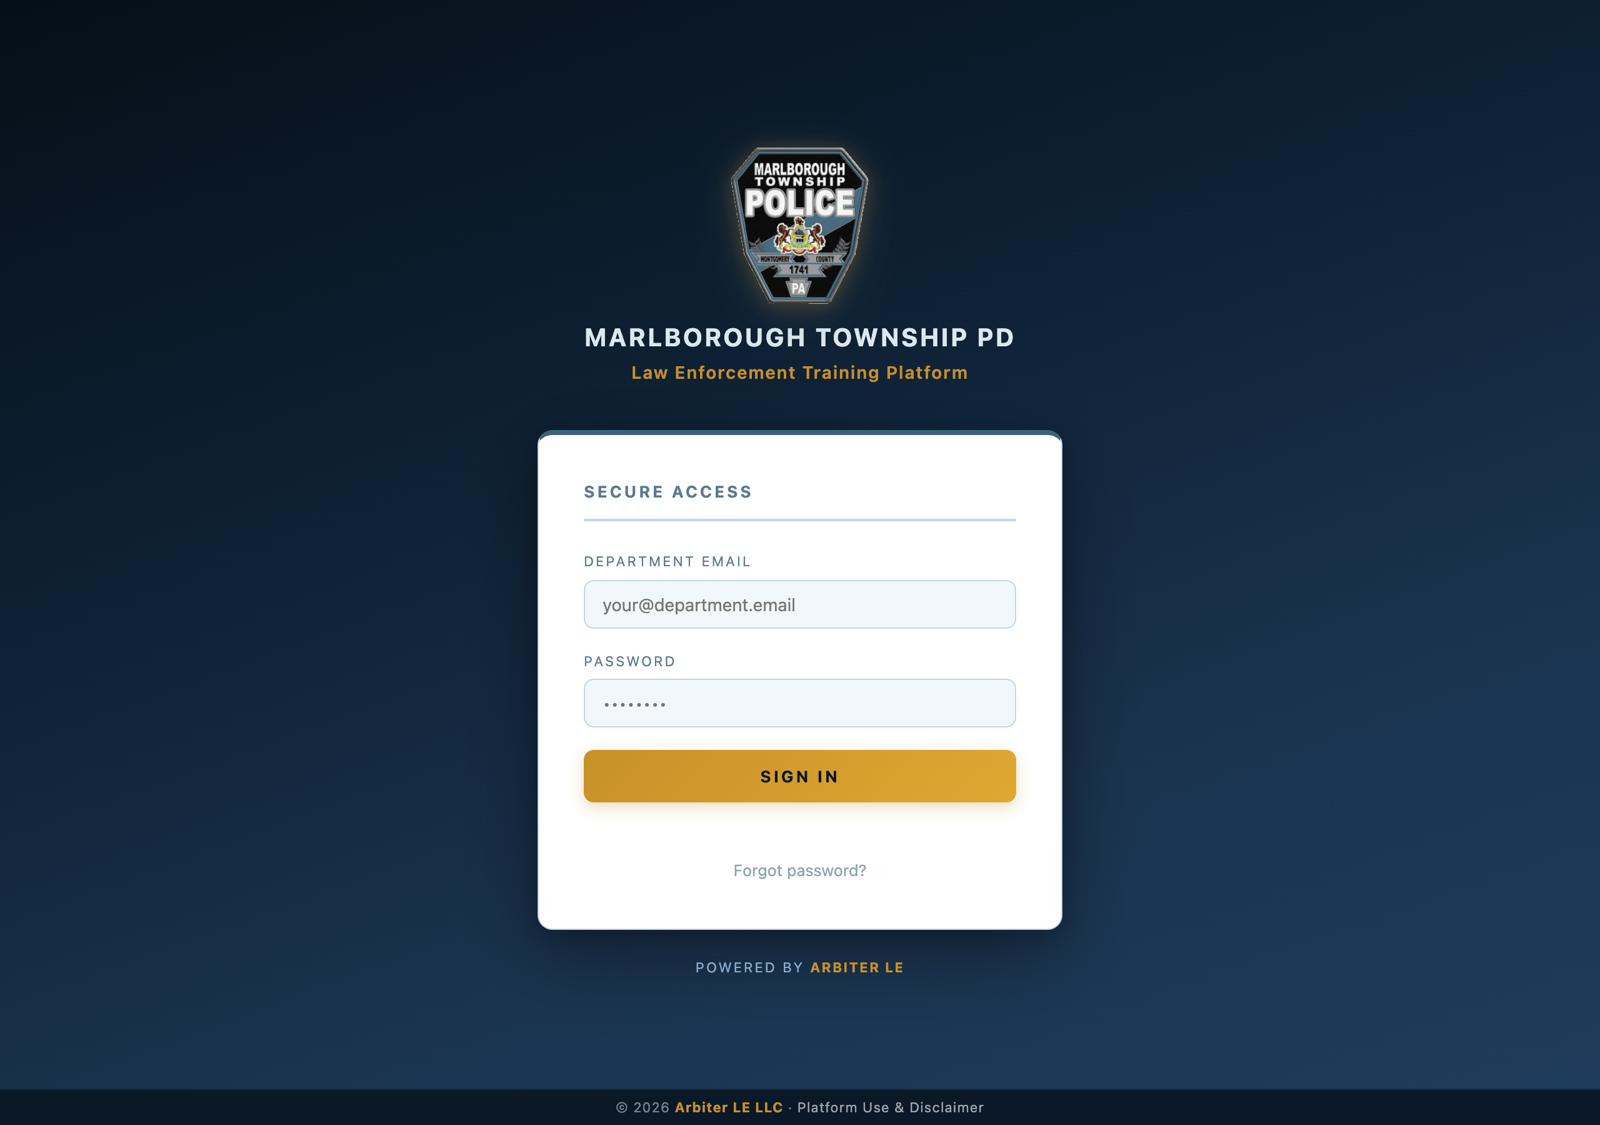 MARLBOROUGH
TOWNSHIP
POLICE
MONTGOMERY COUNTY
1741
PA
MARLBOROUGH TOWNSHIP PD
Law Enforcement Training Platform
SECURE ACCESS
DEPARTMENT EMAIL
your@department.email
PASSWORD
••••••••
SIGN IN
Forgot password?
POWERED BY ARBITER LE
© 2026 Arbiter LE LLC · Platform Use & Disclaimer